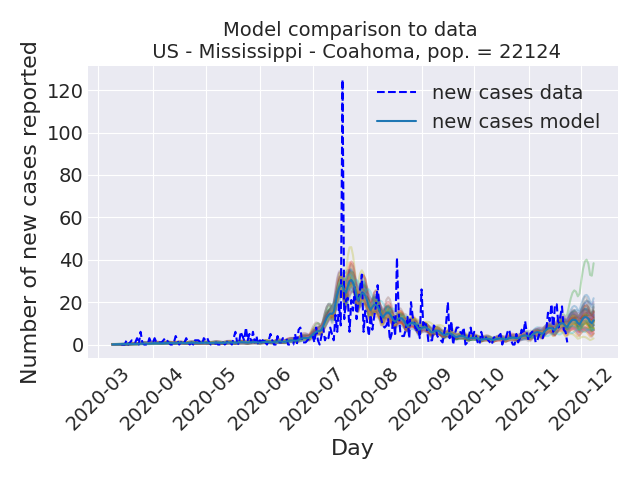 Model comparison to data
US - Mississippi - Coahoma, pop. = 22124
Number of new cases reported
120
100
80
60
40
20
0
new cases data
new cases model
2020-03
2020-04
2020-05
2020-06
2020-07
2020-08
2020-09
2020-10
2020-11
2020-12
Day